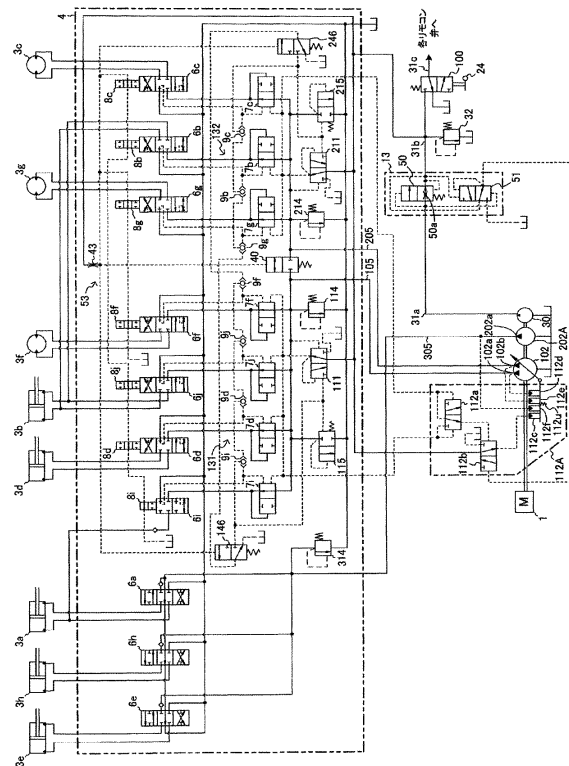 4
3c
3g
3f
3b
3d
3a
3h
3e
43
53
246
8c
6c
8b
6b
8g
6g
8f
6f
8j
6j
8d
6d
8i
6i
6a
6h
6e
9c
7c
132
7b
9b
7g
9g
40
9f
7f
9j
7j
9d
7d
131
9i
7i
146
215
211
214
205
105
114
111
115
314
各リモコン
弁へ
31c
100
24
32
31b
13
50
50a
51
31a
305
30
202a
202A
102a
102b
102
112a
112b
112c
112d
112e
112f
112u
112A
M
1